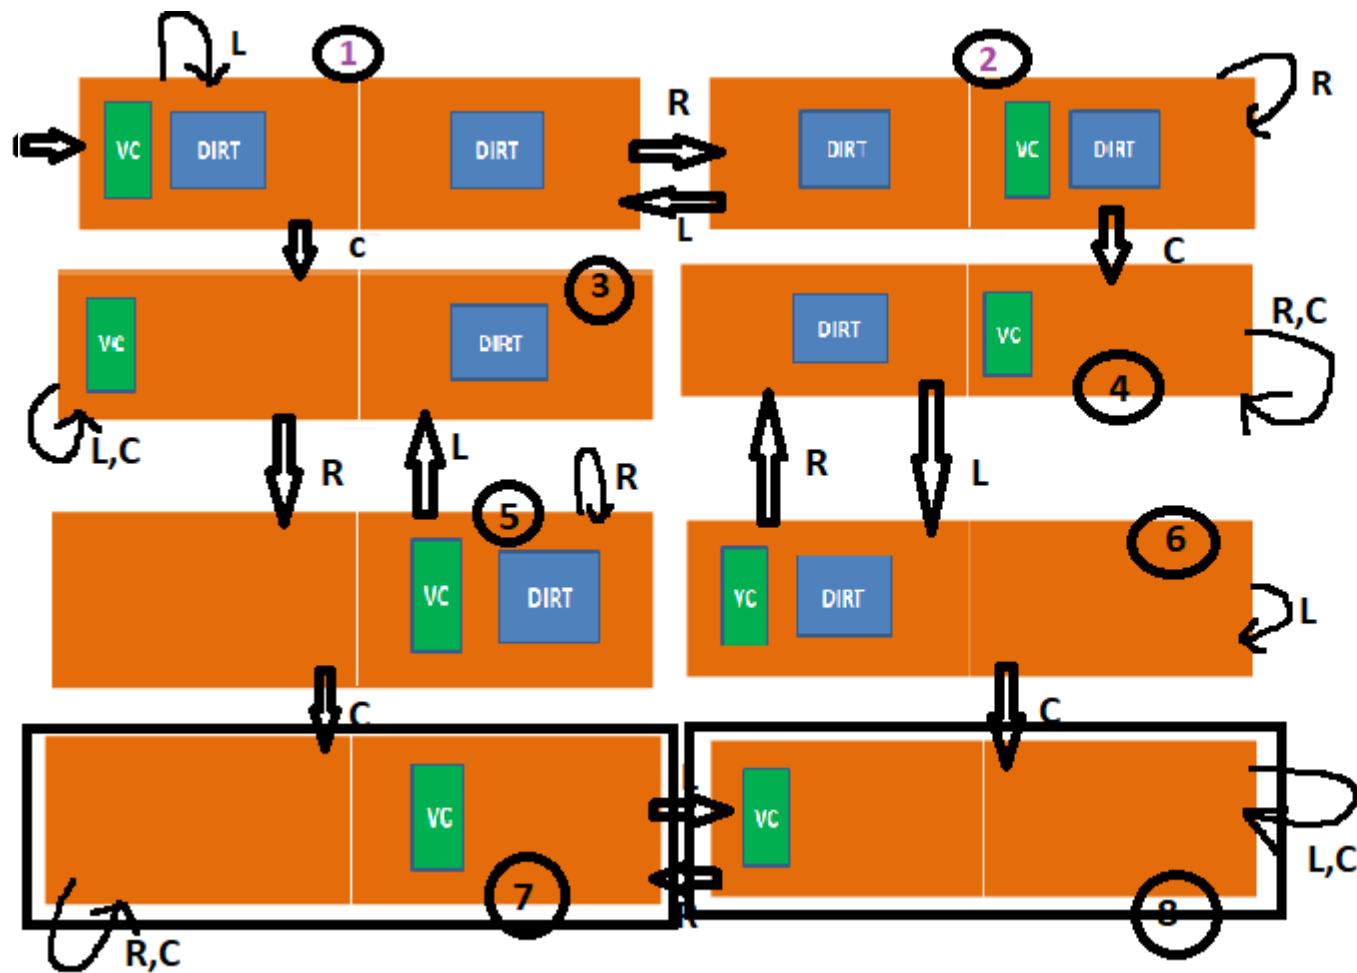 L 1 2 R
VC DIRT DIRT R DIRT VC DIRT
L
c C
3
VC DIRT DIRT VC R,C
4
L,C
R L R R L
5 6
VC DIRT VC DIRT
L
C C
L
VC VC
L,C
7 R 8
R,C